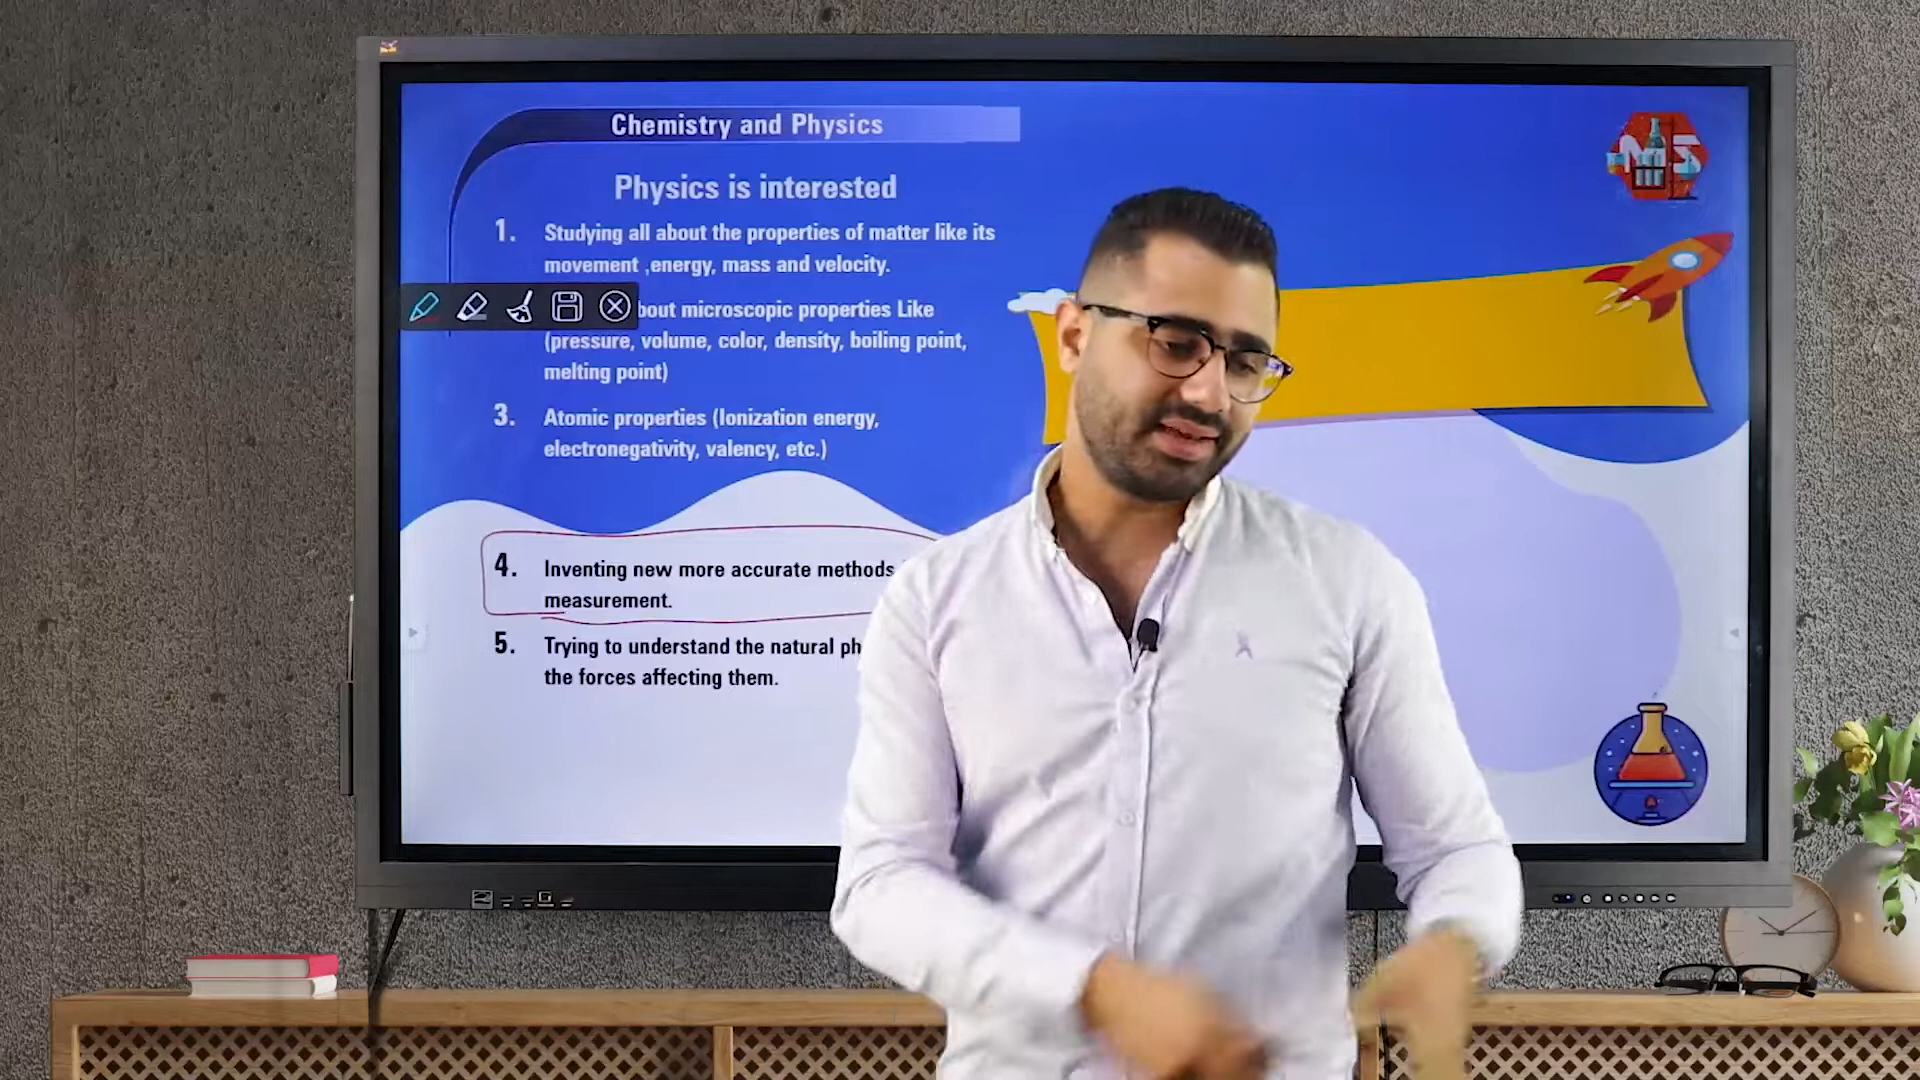 Chemistry and Physics
MS
Physics is interested
1. Studying all about the properties of matter like its
movement ,energy, mass and velocity.
bout microscopic properties Like
(pressure, volume, color, density, boiling point,
melting point)
3. Atomic properties (Ionization energy,
electronegativity, valency, etc.)
4. Inventing new more accurate methods
measurement.
5. Trying to understand the natural ph
the forces affecting them.